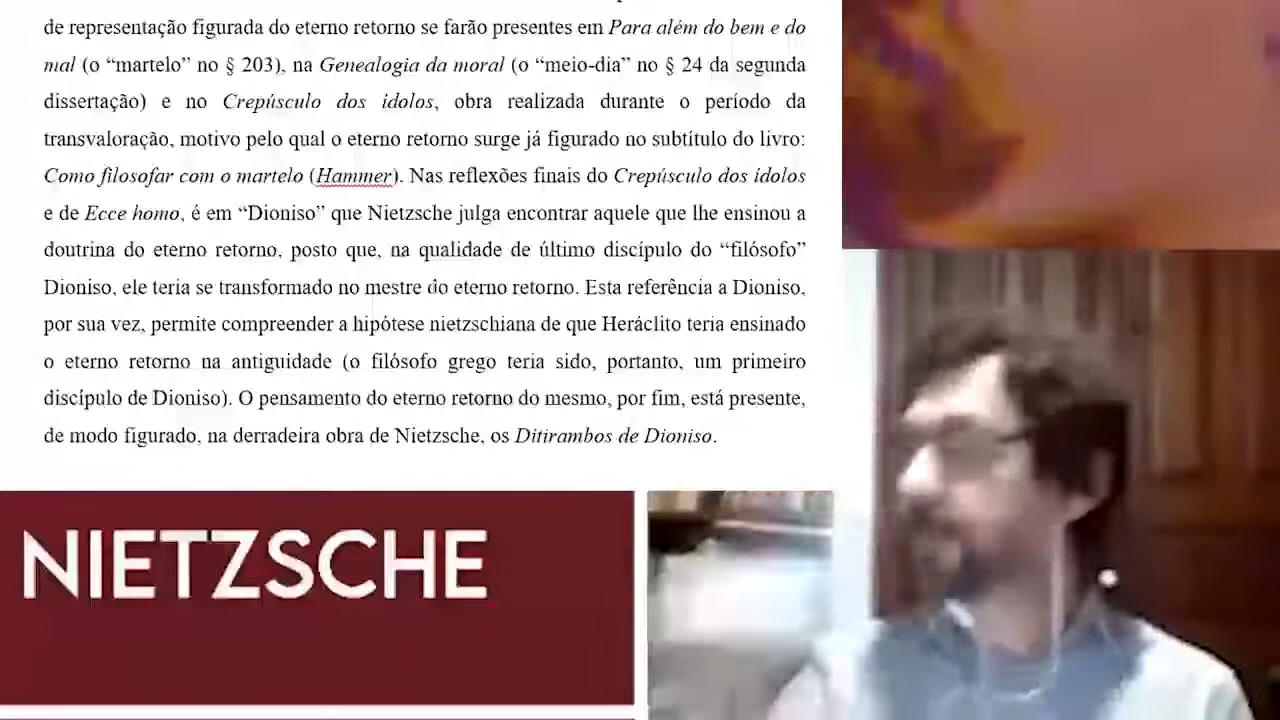 de representação figurada do eterno retorno se farão presentes em Para além do bem e do
mal (o “martelo” no § 203), na Genealogia da moral (o “meio-dia” no § 24 da segunda
dissertação) e no Crepúsculo dos ídolos, obra realizada durante o período da
transvaloração, motivo pelo qual o eterno retorno surge já figurado no subtítulo do livro:
Como filosofar com o martelo (Hammer). Nas reflexões finais do Crepúsculo dos ídolos
e de Ecce homo, é em “Dioniso” que Nietzsche julga encontrar aquele que lhe ensinou a
doutrina do eterno retorno, posto que, na qualidade de último discípulo do “filósofo”
Dioniso, ele teria se transformado no mestre do eterno retorno. Esta referência a Dioniso,
por sua vez, permite compreender a hipótese nietzschiana de que Heráclito teria ensinado
o eterno retorno na antiguidade (o filósofo grego teria sido, portanto, um primeiro
discípulo de Dioniso). O pensamento do eterno retorno do mesmo, por fim, está presente,
de modo figurado, na derradeira obra de Nietzsche, os Ditirambos de Dioniso.
NIETZSCHE